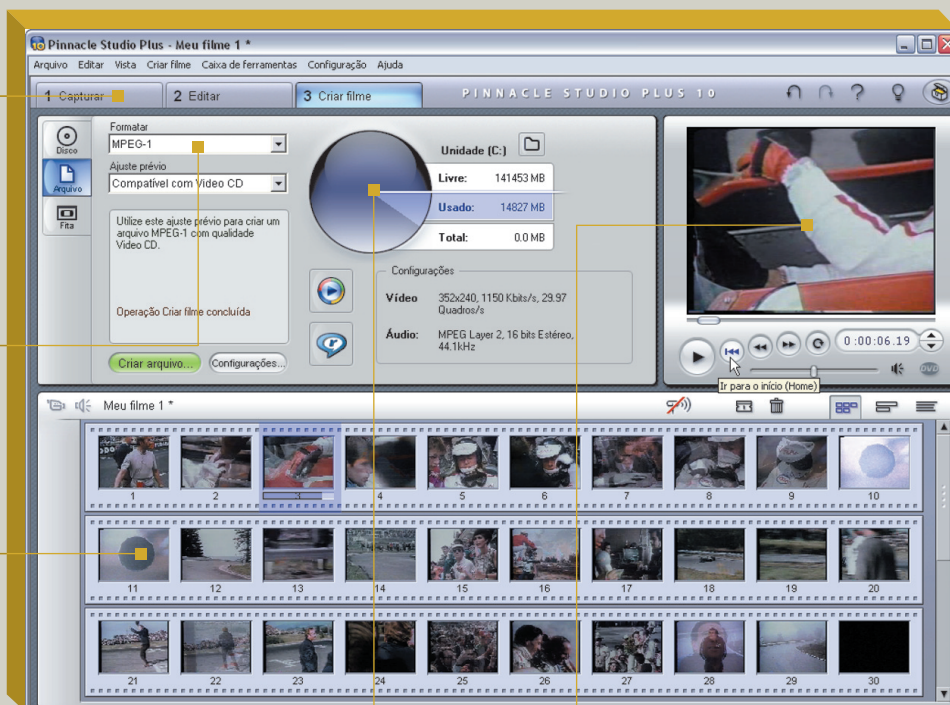 Pinnacle Studio Plus - Meu filme 1 *
Arquivo Editar Vista Criar filme Caixa de ferramentas Configuração Ajuda
1 Capturar 2 Editar 3 Criar filme PINNACLE STUDIO PLUS 10
Disco
Arquivo
Fita
Formatar
MPEG-1
Ajuste prévio
Compatível com Video CD
Utilize este ajuste prévio para criar um
arquivo MPEG-1 com qualidade
Video CD.
Operação Criar filme concluída
Criar arquivo... Configurações...
Unidade (C:)
Livre: 141453 MB
Usado: 14827 MB
Total: 0.0 MB
Configurações
Vídeo 352x240, 1150 Kbits/s, 29.97
Quadros/s
Áudio: MPEG Layer 2, 16 bits Estéreo,
44.1kHz
0:00:06.19
DVD
Ir para o início (Home)
Meu filme 1 *
1 2 3 4 5 6 7 8 9 10
11 12 13 14 15 16 17 18 19 20
21 22 23 24 25 26 27 28 29 30